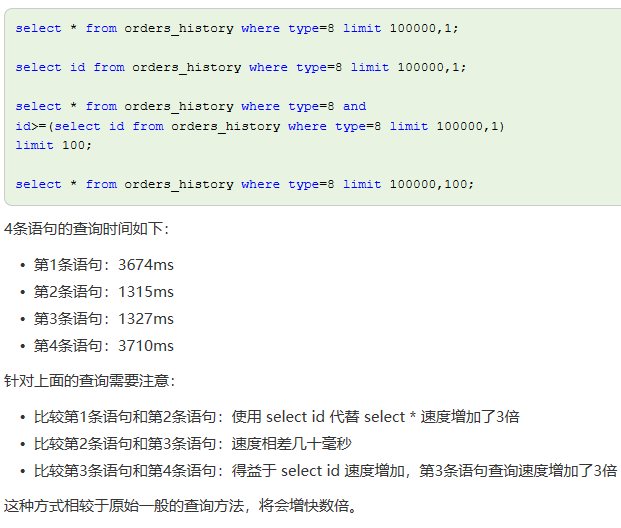 select * from orders_history where type=8 limit 100000,1;
select id from orders_history where type=8 limit 100000,1;
select * from orders_history where type=8 and
id>=(select id from orders_history where type=8 limit 100000,1)
limit 100;
select * from orders_history where type=8 limit 100000,100;
4条语句的查询时间如下：
• 第1条语句：3674ms
• 第2条语句：1315ms
• 第3条语句：1327ms
• 第4条语句：3710ms
针对上面的查询需要注意：
• 比较第1条语句和第2条语句：使用 select id 代替 select * 速度增加了3倍
• 比较第2条语句和第3条语句：速度相差几十毫秒
• 比较第3条语句和第4条语句：得益于 select id 速度增加，第3条语句查询速度增加了3倍
这种方式相较于原始一般的查询方法，将会增快数倍。